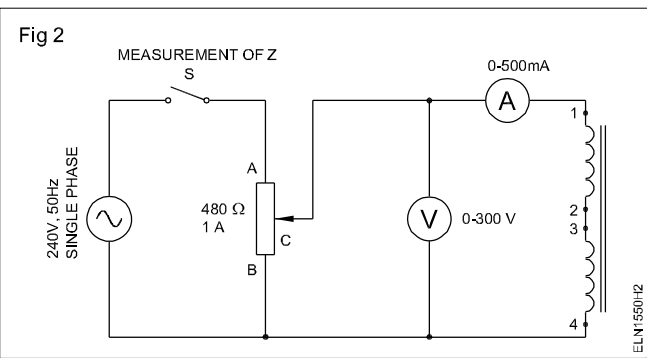 Fig 2
MEASUREMENT OF Z
S
0-500mA
A
1
A
240V, 50Hz
SINGLE PHASE
480 Ω
1 A
C
V
0-300 V
2
3
B
4
ELN1550H2